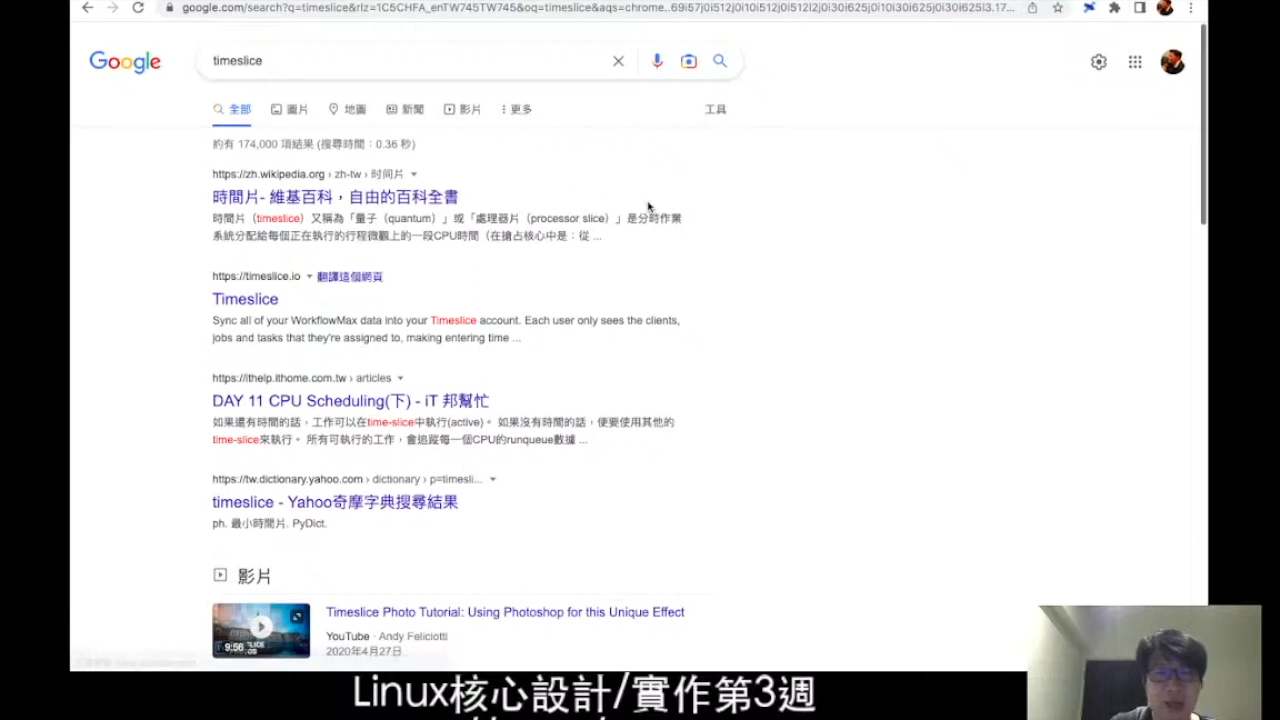 google.com/search?q=timeslice&rlz=1C5CHFA_enTW745TW745&oq=timeslice&aqs=chrome..69i57j0i512j0i10i512j0i512l2j0i30i625j0i10i30i625j0i30i625l3.17...
Google
timeslice
全部 圖片 地圖 新聞 影片 更多 工具
約有 174,000 項結果 (搜尋時間：0.36 秒)
https://zh.wikipedia.org › zh-tw › 时间片
時間片- 維基百科，自由的百科全書
時間片（timeslice）又稱為「量子（quantum）」或「處理器片（processor slice）」是分時作業
系統分配給每個正在執行的行程微觀上的一段CPU時間（在搶占核心中是：從 ...
https://timeslice.io 翻譯這個網頁
Timeslice
Sync all of your WorkflowMax data into your Timeslice account. Each user only sees the clients,
jobs and tasks that they're assigned to, making entering time ...
https://ithelp.ithome.com.tw › articles
DAY 11 CPU Scheduling(下) - iT 邦幫忙
如果還有時間的話，工作可以在time-slice中執行(active)。 如果沒有時間的話，便要使用其他的
time-slice來執行。 所有可執行的工作，會追蹤每一個CPU的runqueue數據 ...
https://tw.dictionary.yahoo.com › dictionary › p=timesli...
timeslice - Yahoo奇摩字典搜尋結果
ph. 最小時間片. PyDict.
影片
Timeslice Photo Tutorial: Using Photoshop for this Unique Effect
9:56
YouTube · Andy Feliciotti
2020年4月27日
Linux核心設計/實作第3週